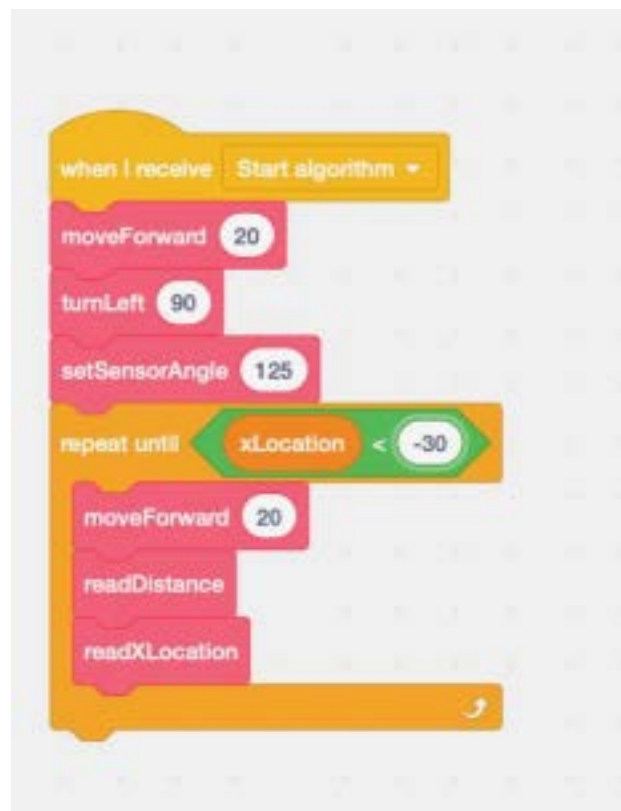 when I receive Start algorithm
moveForward 20
turnLeft 90
setSensorAngle 125
repeat until xLocation < -30
moveForward 20
readDistance
readXLocation